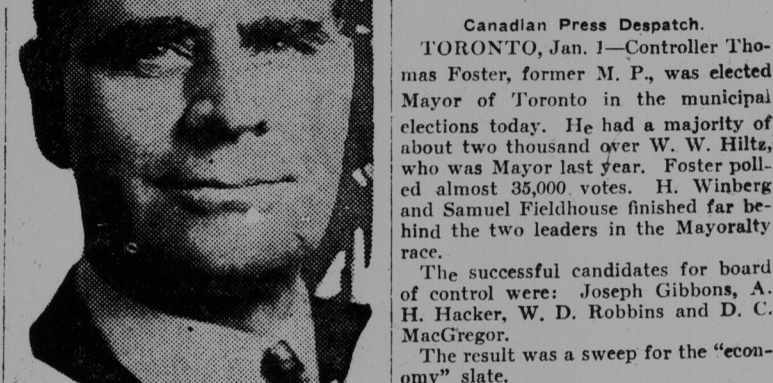 Canadian Press Despatch.
TORONTO, Jan. 1—Controller Tho-
mas Foster, former M. P., was elected
Mayor of Toronto in the municipal
elections today. He had a majority of
about two thousand over W. W. Hiltz,
who was Mayor last year. Foster poll-
ed almost 35,000 votes. H. Winberg
and Samuel Fieldhouse finished far be-
hind the two leaders in the Mayoralty
race.
The successful candidates for board
of control were: Joseph Gibbons, A.
H. Hacker, W. D. Robbins and D. C.
MacGregor.
The result was a sweep for the "econ-
omy" slate.